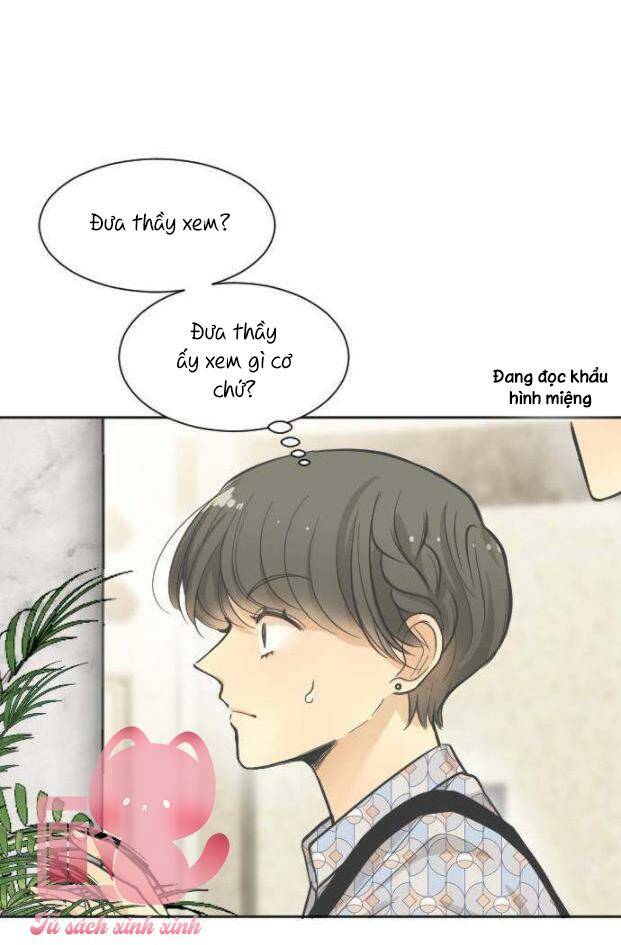 Đưa thầy xem?
Đưa thầy
ấy xem gì cơ
chứ?
Đang đọc khẩu
hình miệng
Tủ sách xinh xinh